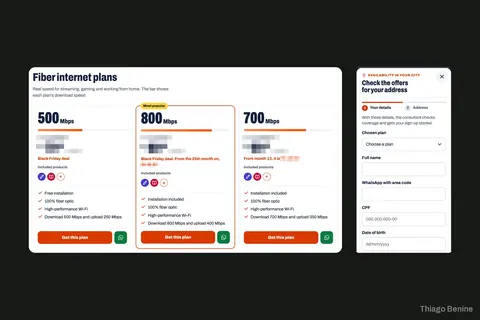 Fiber internet plans
Real speed for streaming, gaming and working from home. The bar shows
each plan's download speed.
500 Mbps
Black Friday deal
Included products
Free installation
100% fiber optic
High-performance Wi-Fi
Download 500 Mbps and upload 250 Mbps
Get this plan
Most popular
800 Mbps
Black Friday deal. From the 25th month on,
Included products
Installation included
100% fiber optic
High-performance Wi-Fi
Download 800 Mbps and upload 400 Mbps
Get this plan
700 Mbps
From month 13, it is
Included products
Installation included
100% fiber optic
High-performance Wi-Fi
Download 700 Mbps and upload 350 Mbps
Get this plan
AVAILABILITY IN YOUR CITY
Check the offers
for your address
1 Your details
2 Address
With these details, the consultant checks
coverage and gets your sign-up started.
Chosen plan
Choose a plan
Full name
WhatsApp with area code
CPF
000.000.000-00
Date of birth
dd/mm/yyyy
Thiago Benine